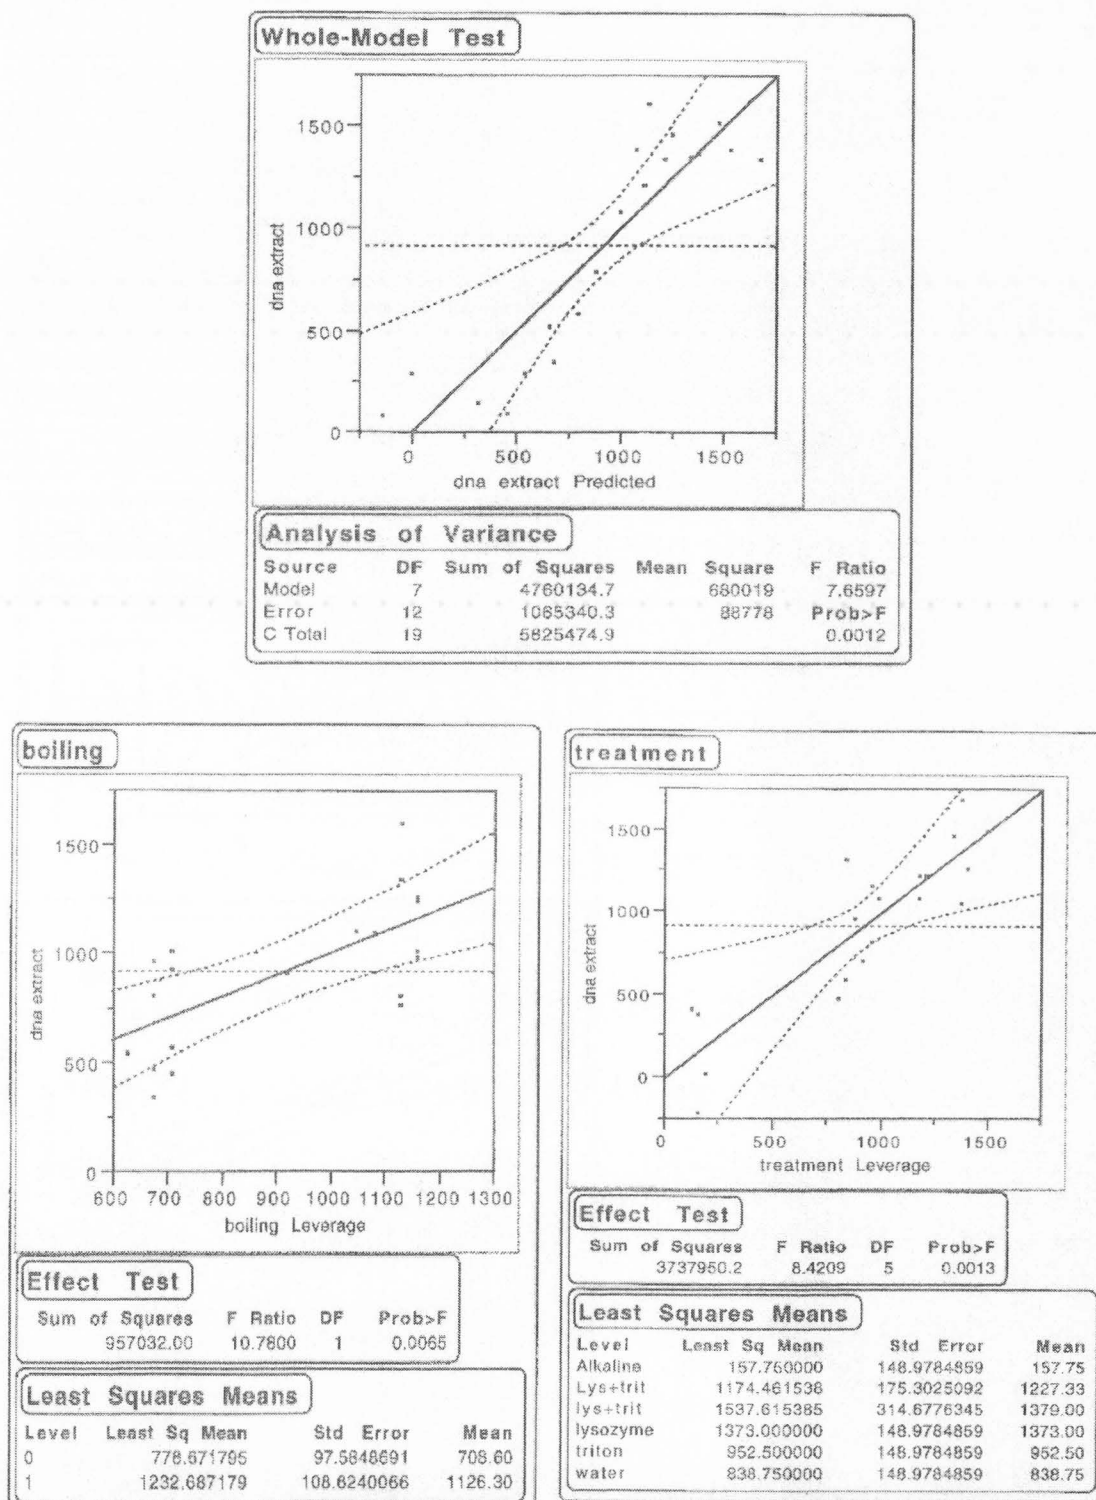 Whole-Model Test
1500
1000
500
0
dna extract
0 500 1000 1500
dna extract Predicted
Analysis of Variance
Source DF Sum of Squares Mean Square F Ratio
Model 7 4760134.7 680019 7.6597
Error 12 1065340.3 88778 Prob>F
C Total 19 5825474.9 0.0012
boiling
1500
1000
500
0
dna extract
600 700 800 900 1000 1100 1200 1300
boiling Leverage
Effect Test
Sum of Squares F Ratio DF Prob>F
957032.00 10.7800 1 0.0065
Least Squares Means
Level Least Sq Mean Std Error Mean
0 778.671795 97.5848691 708.60
1 1232.687179 108.6240066 1126.30
treatment
1500
1000
500
0
dna extract
0 500 1000 1500
treatment Leverage
Effect Test
Sum of Squares F Ratio DF Prob>F
3737950.2 8.4209 5 0.0013
Least Squares Means
Level Least Sq Mean Std Error Mean
Alkaline 157.750000 148.9784859 157.75
Lys+trit 1174.461538 175.3025092 1227.33
lys+trit 1537.615385 314.6776345 1379.00
lysozyme 1373.000000 148.9784859 1373.00
triton 952.500000 148.9784859 952.50
water 838.750000 148.9784859 838.75